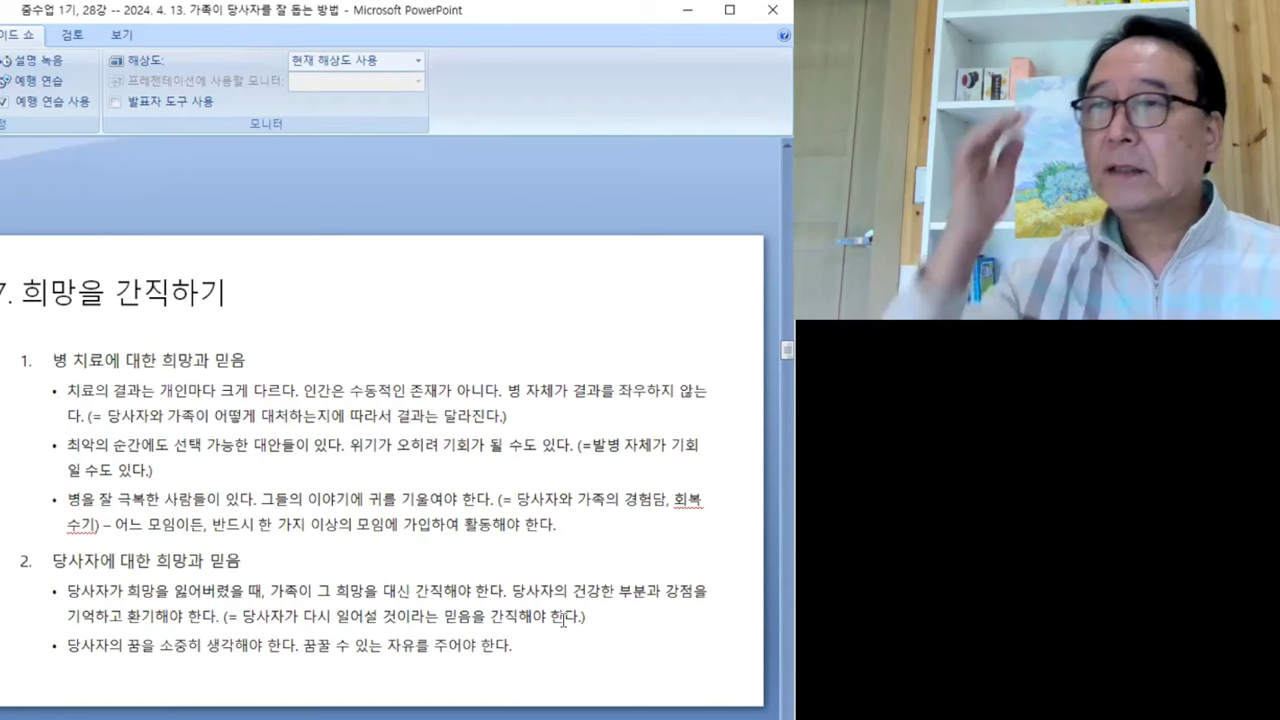 줌수업 1기, 28강 -- 2024. 4. 13. 가족이 당사자를 잘 돕는 방법 - Microsoft PowerPoint
이드 쇼 검토 보기
설명 녹음 해상도: 현재 해상도 사용
예행 연습 프레젠테이션에 사용할 모니터:
예행 연습 사용 발표자 도구 사용
정 모니터
7. 희망을 간직하기
1. 병 치료에 대한 희망과 믿음
• 치료의 결과는 개인마다 크게 다르다. 인간은 수동적인 존재가 아니다. 병 자체가 결과를 좌우하지 않는
다. (= 당사자와 가족이 어떻게 대처하는지에 따라서 결과는 달라진다.)
• 최악의 순간에도 선택 가능한 대안들이 있다. 위기가 오히려 기회가 될 수도 있다. (=발병 자체가 기회
일 수도 있다.)
• 병을 잘 극복한 사람들이 있다. 그들의 이야기에 귀를 기울여야 한다. (= 당사자와 가족의 경험담, 회복
수기) – 어느 모임이든, 반드시 한 가지 이상의 모임에 가입하여 활동해야 한다.
2. 당사자에 대한 희망과 믿음
• 당사자가 희망을 잃어버렸을 때, 가족이 그 희망을 대신 간직해야 한다. 당사자의 건강한 부분과 강점을
기억하고 환기해야 한다. (= 당사자가 다시 일어설 것이라는 믿음을 간직해야 한다.)
• 당사자의 꿈을 소중히 생각해야 한다. 꿈꿀 수 있는 자유를 주어야 한다.